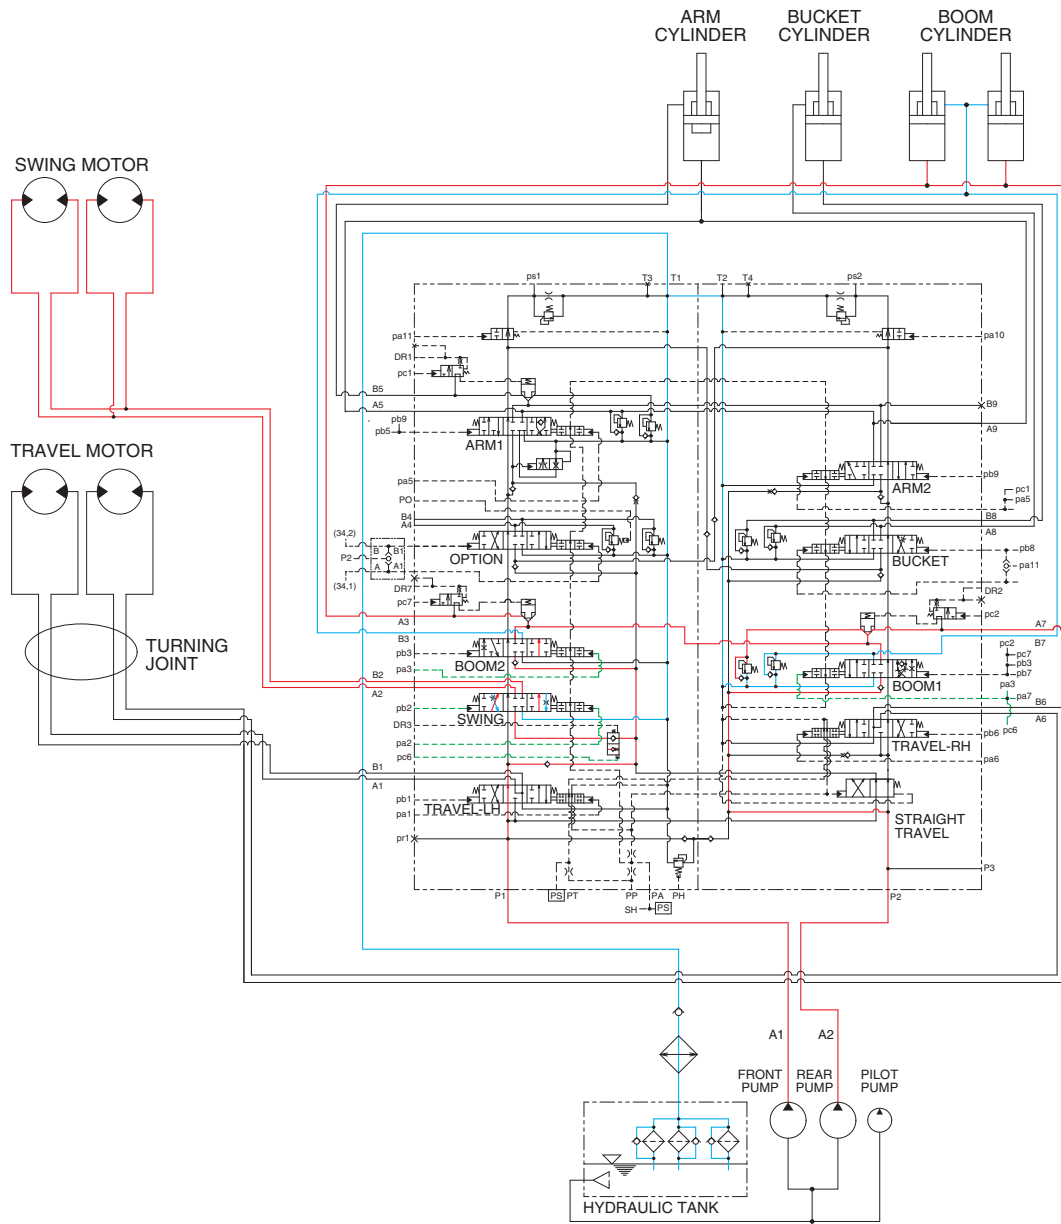 ARM
CYLINDER
BUCKET
CYLINDER
BOOM
CYLINDER
SWING MOTOR
TRAVEL MOTOR
TURNING
JOINT
ps1
T3
T1
T2
T4
ps2
pa11
pa10
DR1
pc1
B5
A5
B9
A9
pb9
pb5
ARM1
ARM2
pb9
pa5
PO
pc1
pa5
B4
A4
B8
A8
(34,2)
P2
B
B1
A
A1
(34,1)
OPTION
BUCKET
pb8
pa11
DR7
pc7
DR2
pc2
A3
A7
B3
B7
pb3
pa3
BOOM2
BOOM1
pc2
pc7
pb3
pb7
pa3
pa7
B2
A2
pb2
SWING
B6
A6
pc6
DR3
pa2
pc6
TRAVEL-RH
pb6
pa6
B1
A1
pb1
pa1
TRAVEL-LH
STRAIGHT
TRAVEL
pr1
P3
P1
PS
PT
PP
PA
PH
P2
SH
PS
A1
A2
FRONT
PUMP
REAR
PUMP
PILOT
PUMP
HYDRAULIC TANK